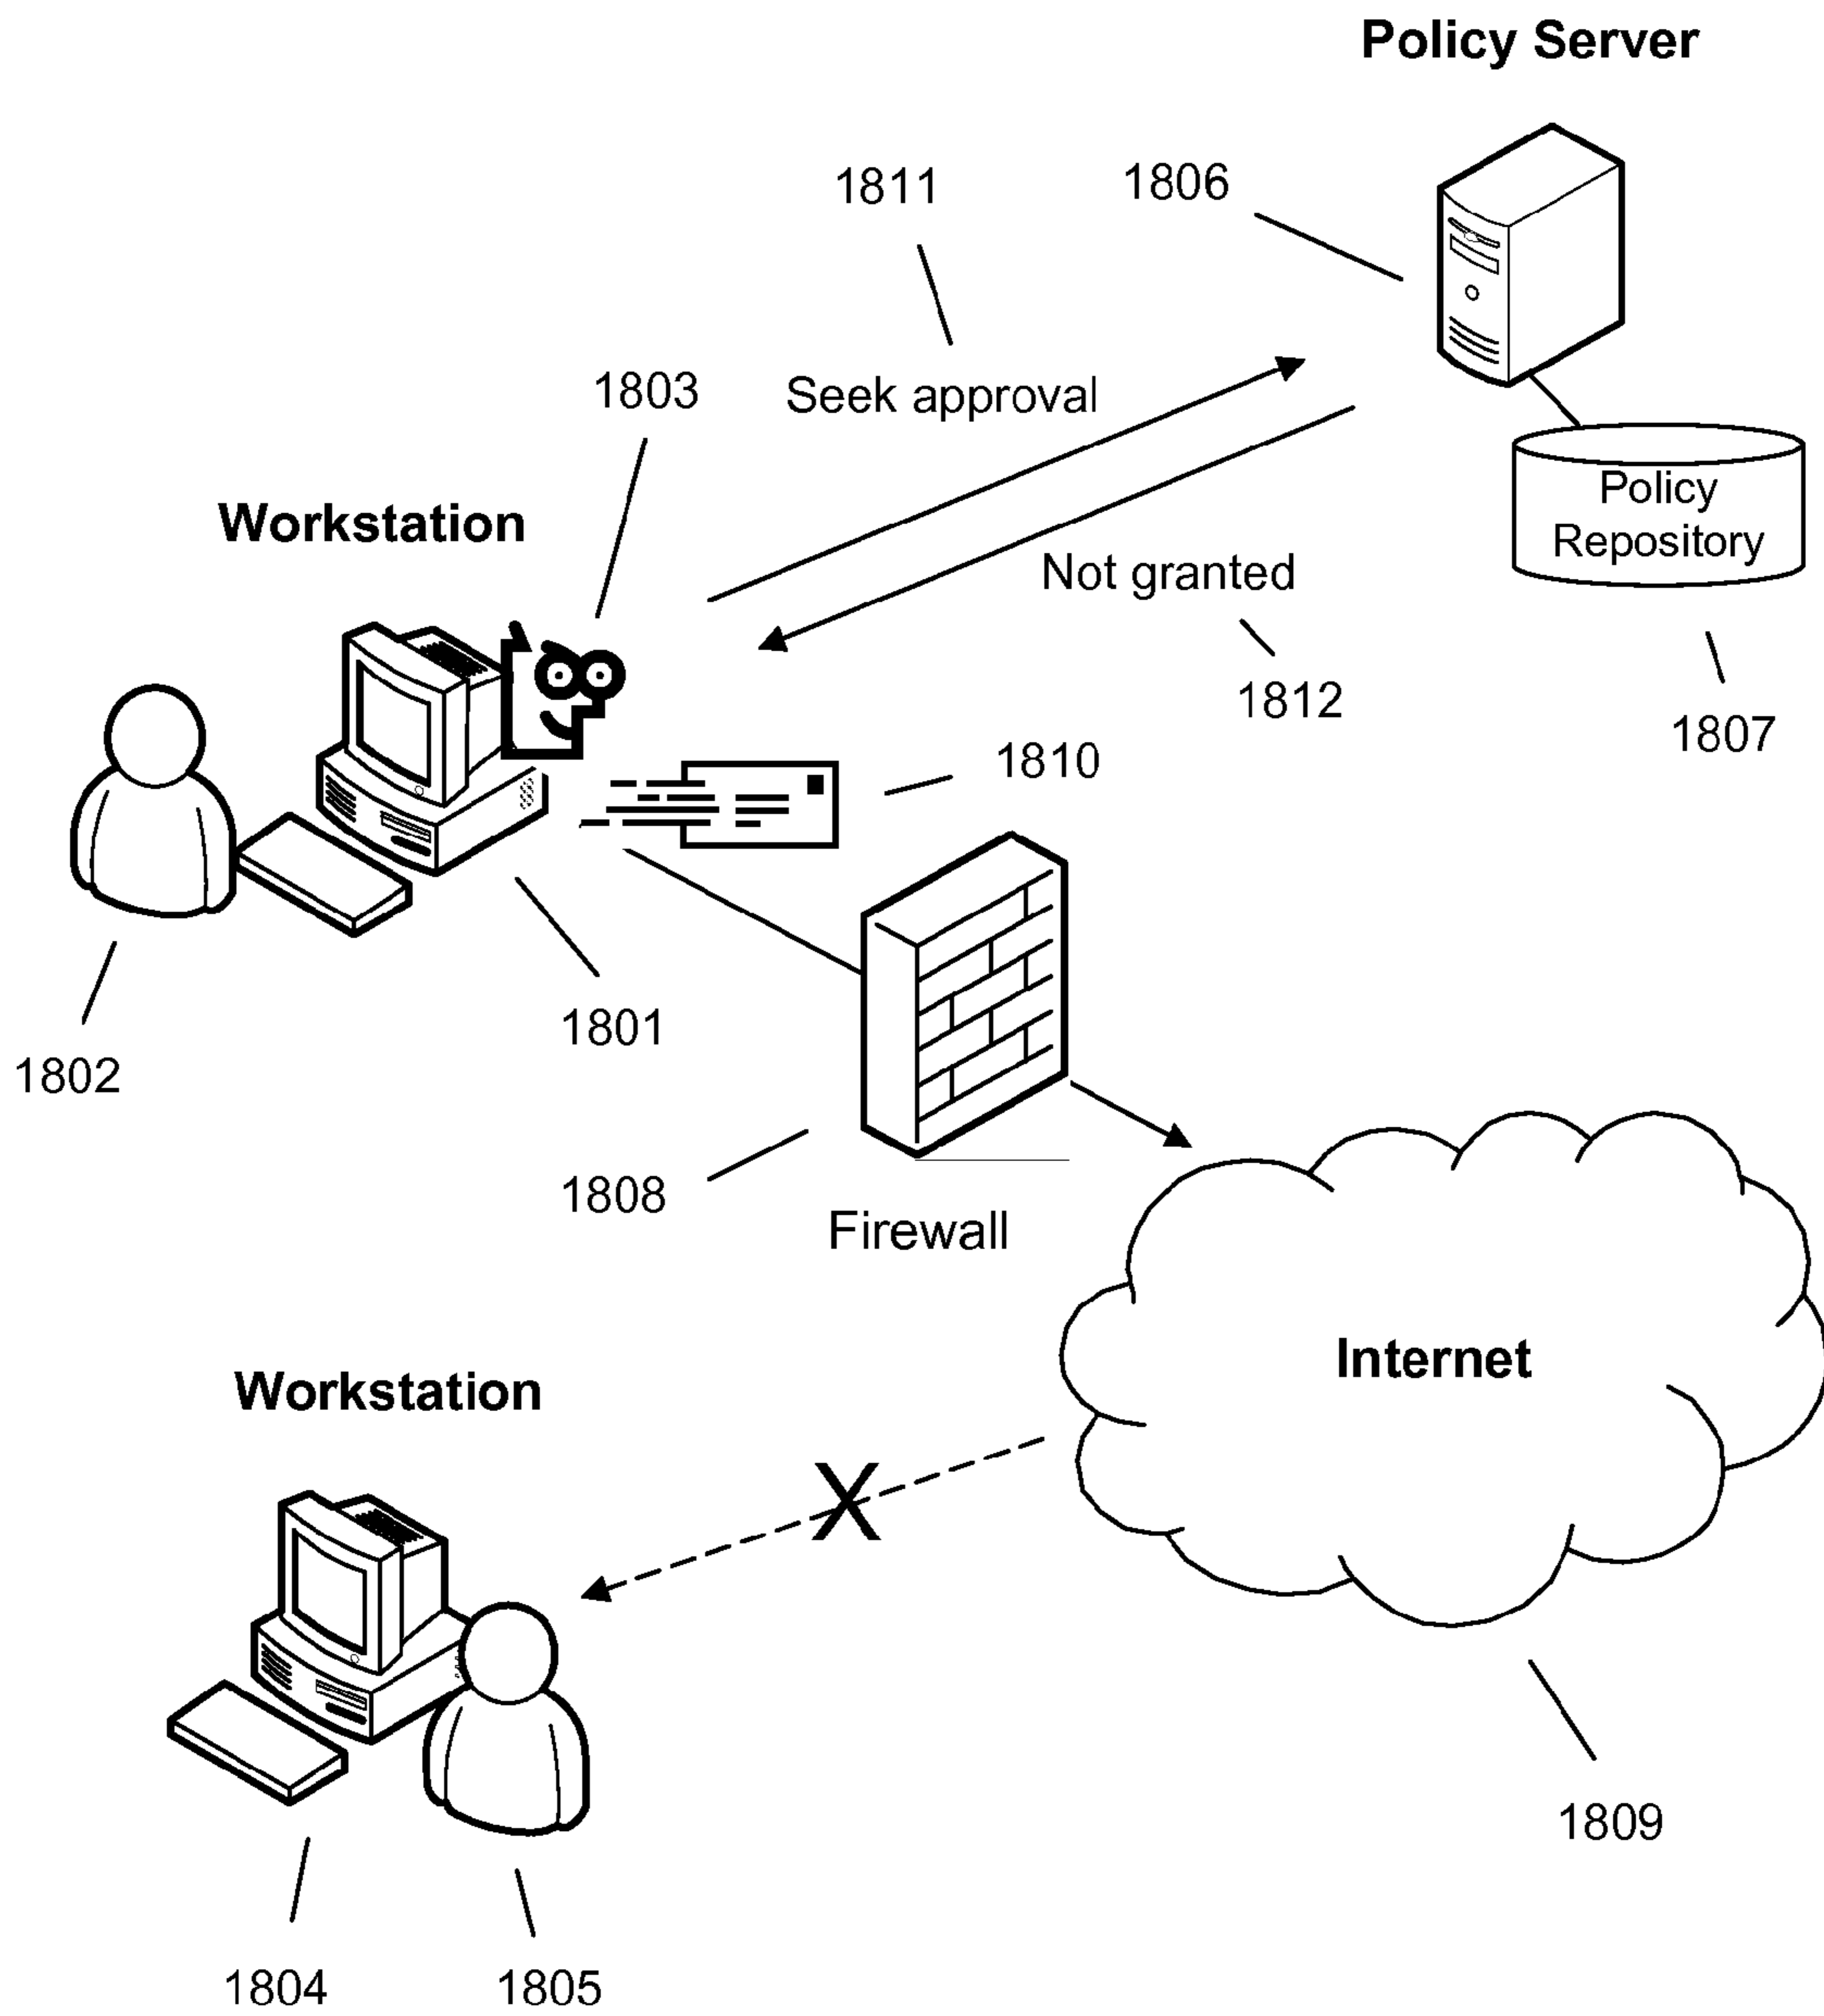 Policy Server
1811
1806
1803
Seek approval
Workstation
Policy
Repository
Not granted
1812
1807
1810
1801
1802
1808
Firewall
Internet
Workstation
X
1809
1804
1805